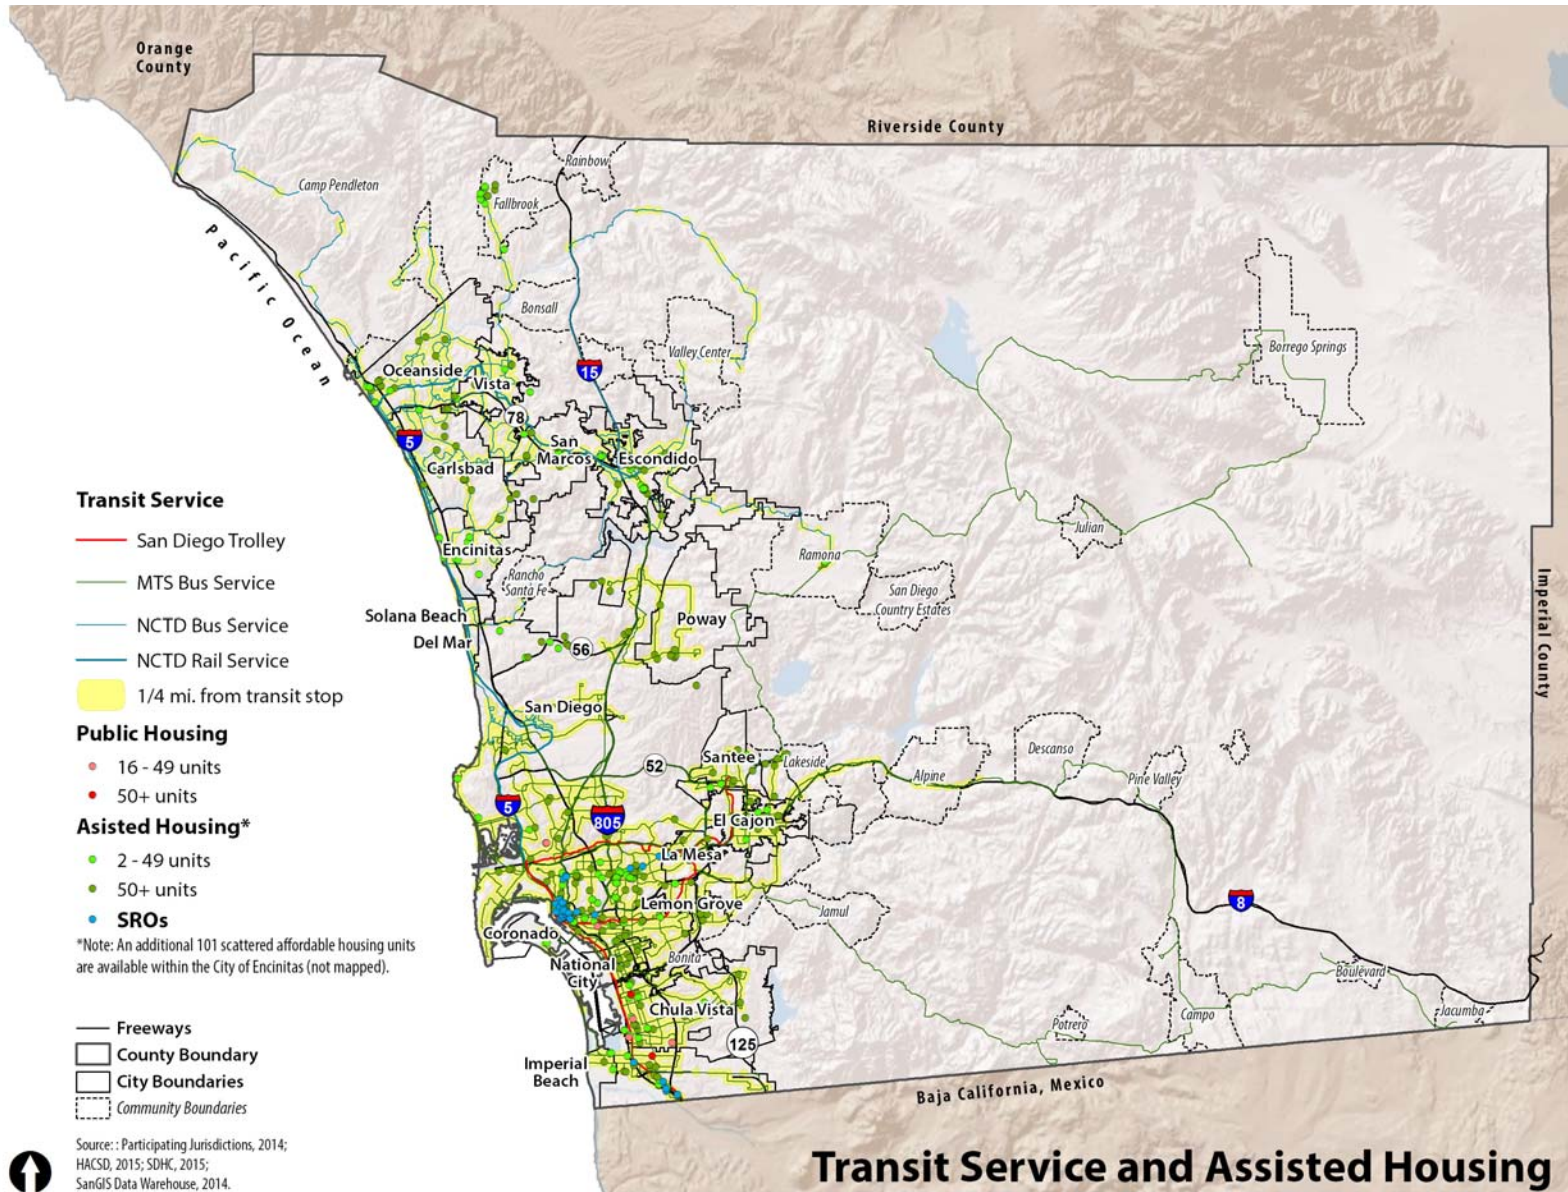 Orange
County
Riverside County
Rainbow
Camp Pendleton
Fallbrook
Pacific Ocean
Bonsall
Valley Center
Borrego Springs
Oceanside
Vista
15
78
5
San
Marcos
Escondido
Carlsbad
Transit Service
San Diego Trolley
MTS Bus Service
NCTD Bus Service
NCTD Rail Service
1/4 mi. from transit stop
Public Housing
16 - 49 units
50+ units
Asisted Housing*
2 - 49 units
50+ units
SROs
*Note: An additional 101 scattered affordable housing units
are available within the City of Encinitas (not mapped).
Freeways
County Boundary
City Boundaries
Community Boundaries
Source: : Participating Jurisdictions, 2014;
HACSD, 2015; SDHC, 2015;
SanGIS Data Warehouse, 2014.
Encinitas
Rancho
Santa Fe
Ramona
Julian
San Diego
Country Estates
Imperial County
Solana Beach
Del Mar
Poway
56
San Diego
Santee
52
Lakeside
Alpine
Descanso
Pine Valley
5
805
El Cajon
La Mesa
Lemon Grove
Jamul
8
Coronado
National
City
Bonita
Chula Vista
125
Boulevard
Jacumba
Campo
Potrero
Imperial
Beach
Baja California, Mexico
Transit Service and Assisted Housing